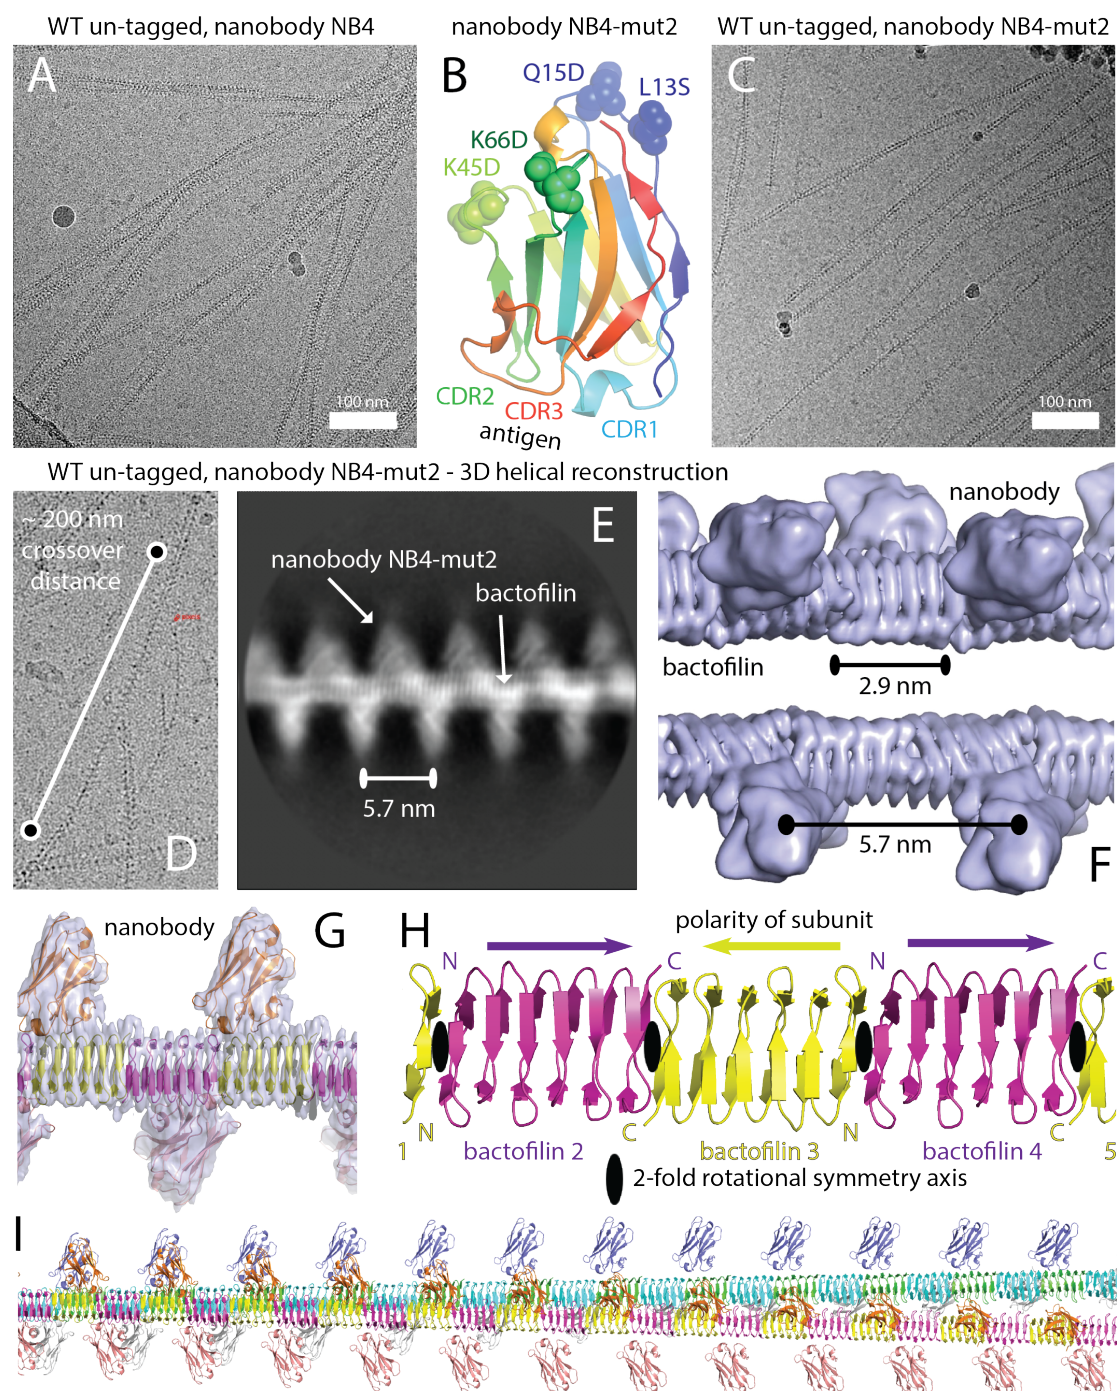 WT un-tagged, nanobody NB4
nanobody NB4-mut2
WT un-tagged, nanobody NB4-mut2
A
100 nm
B
Q15D
L13S
K66D
K45D
CDR2
CDR3
antigen
CDR1
C
100 nm
WT un-tagged, nanobody NB4-mut2 - 3D helical reconstruction
~ 200 nm
crossover
distance
D
E
nanobody NB4-mut2
bactofilin
5.7 nm
nanobody
bactofilin
2.9 nm
5.7 nm
F
nanobody
G
H
polarity of subunit
N
C
N
1
N
bactofilin 2
C
bactofilin 3
N
bactofilin 4
C
5
2-fold rotational symmetry axis
I